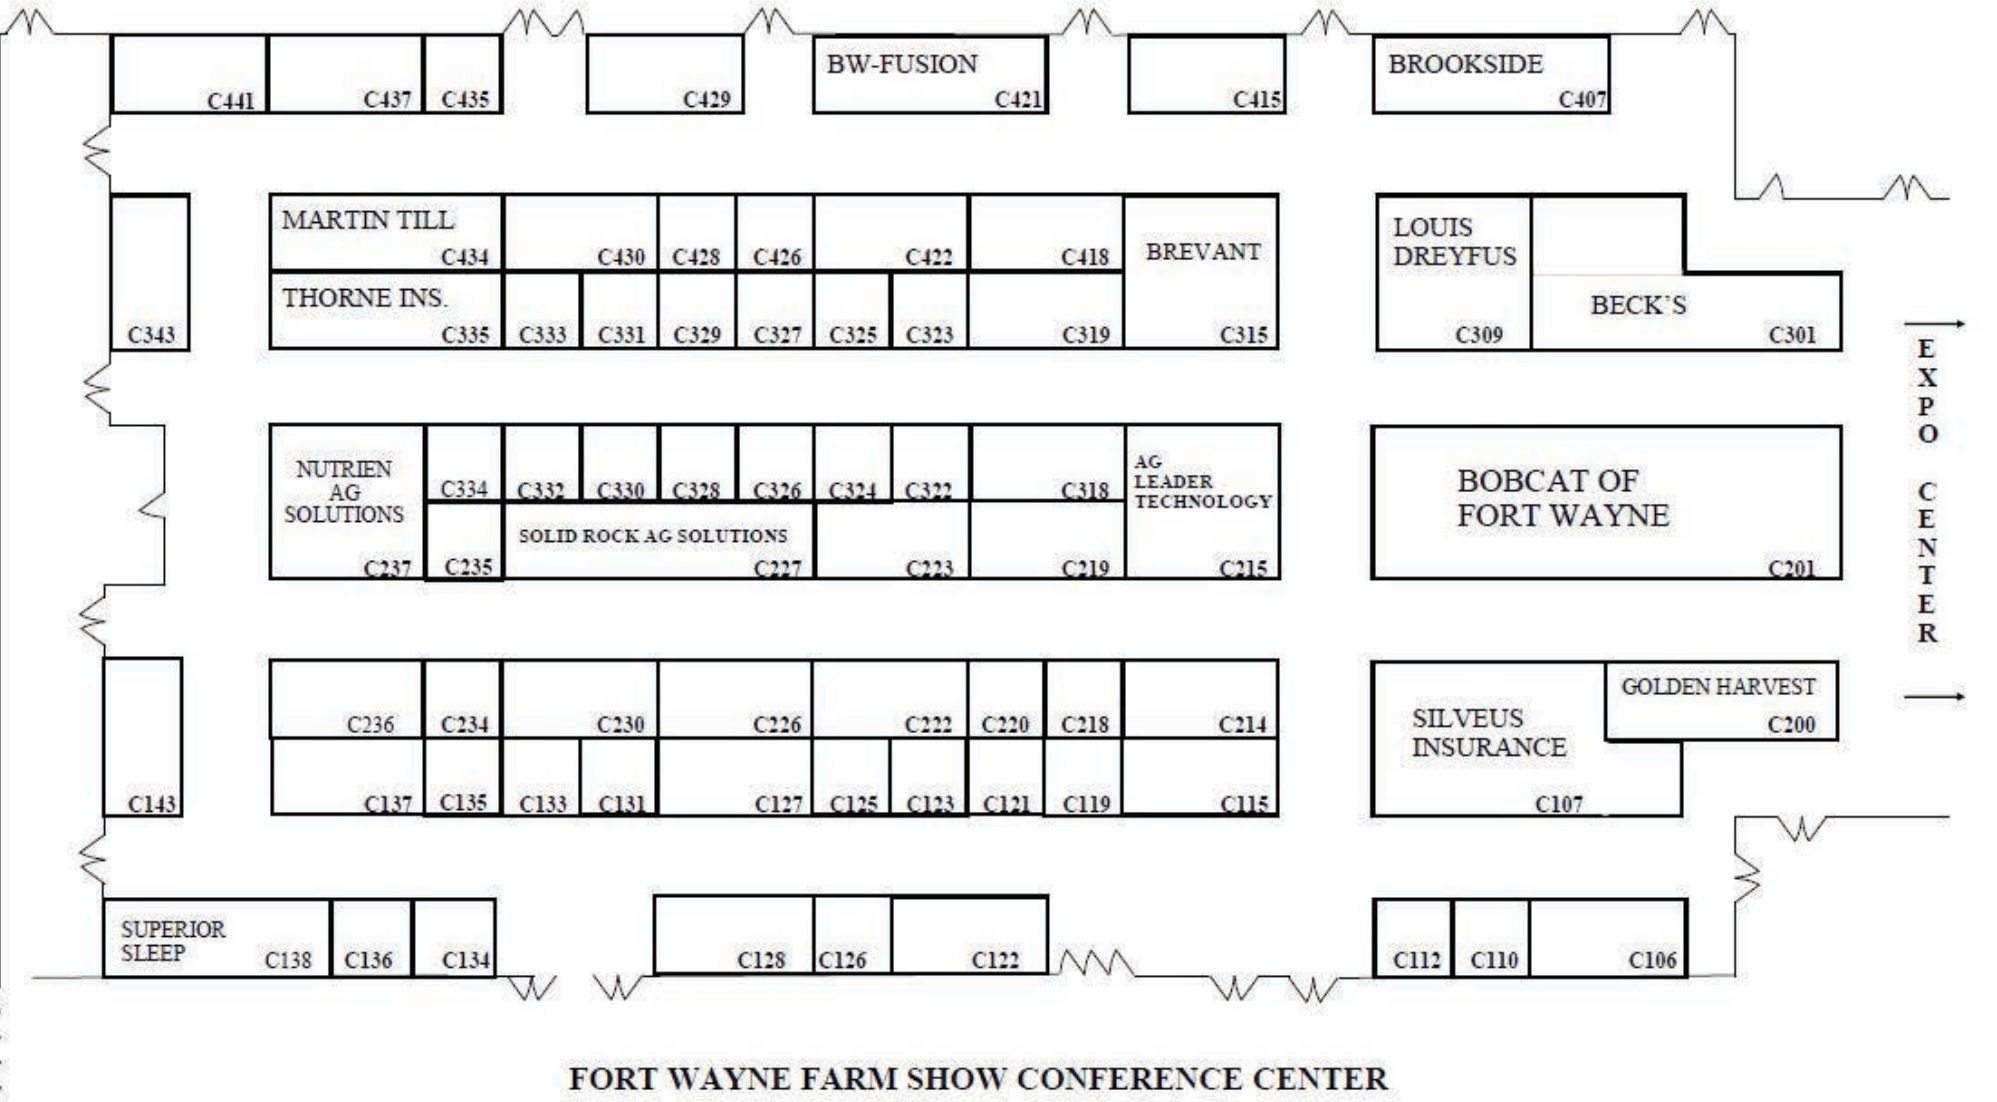 BW-FUSION
BROOKSIDE
C441
C437
C435
C429
C421
C415
C407
MARTIN TILL
C434
C430
C428
C426
C422
C418
BREVANT
LOUIS
DREYFUS
THORNE INS.
C335
C333
C331
C329
C327
C325
C323
C319
C315
C309
BECK'S
C301
C343
EXPO CENTER
NUTRIEN
AG
SOLUTIONS
C237
C334
C332
C330
C328
C326
C324
C322
C318
AG
LEADER
TECHNOLOGY
C215
C235
SOLID ROCK AG SOLUTIONS
C227
C223
C219
BOBCAT OF
FORT WAYNE
C201
C236
C234
C230
C226
C222
C220
C218
C214
SILVEUS
INSURANCE
C107
GOLDEN HARVEST
C200
C143
C137
C135
C133
C131
C127
C125
C123
C121
C119
C115
SUPERIOR
SLEEP
C138
C136
C134
C128
C126
C122
C112
C110
C106
FORT WAYNE FARM SHOW CONFERENCE CENTER